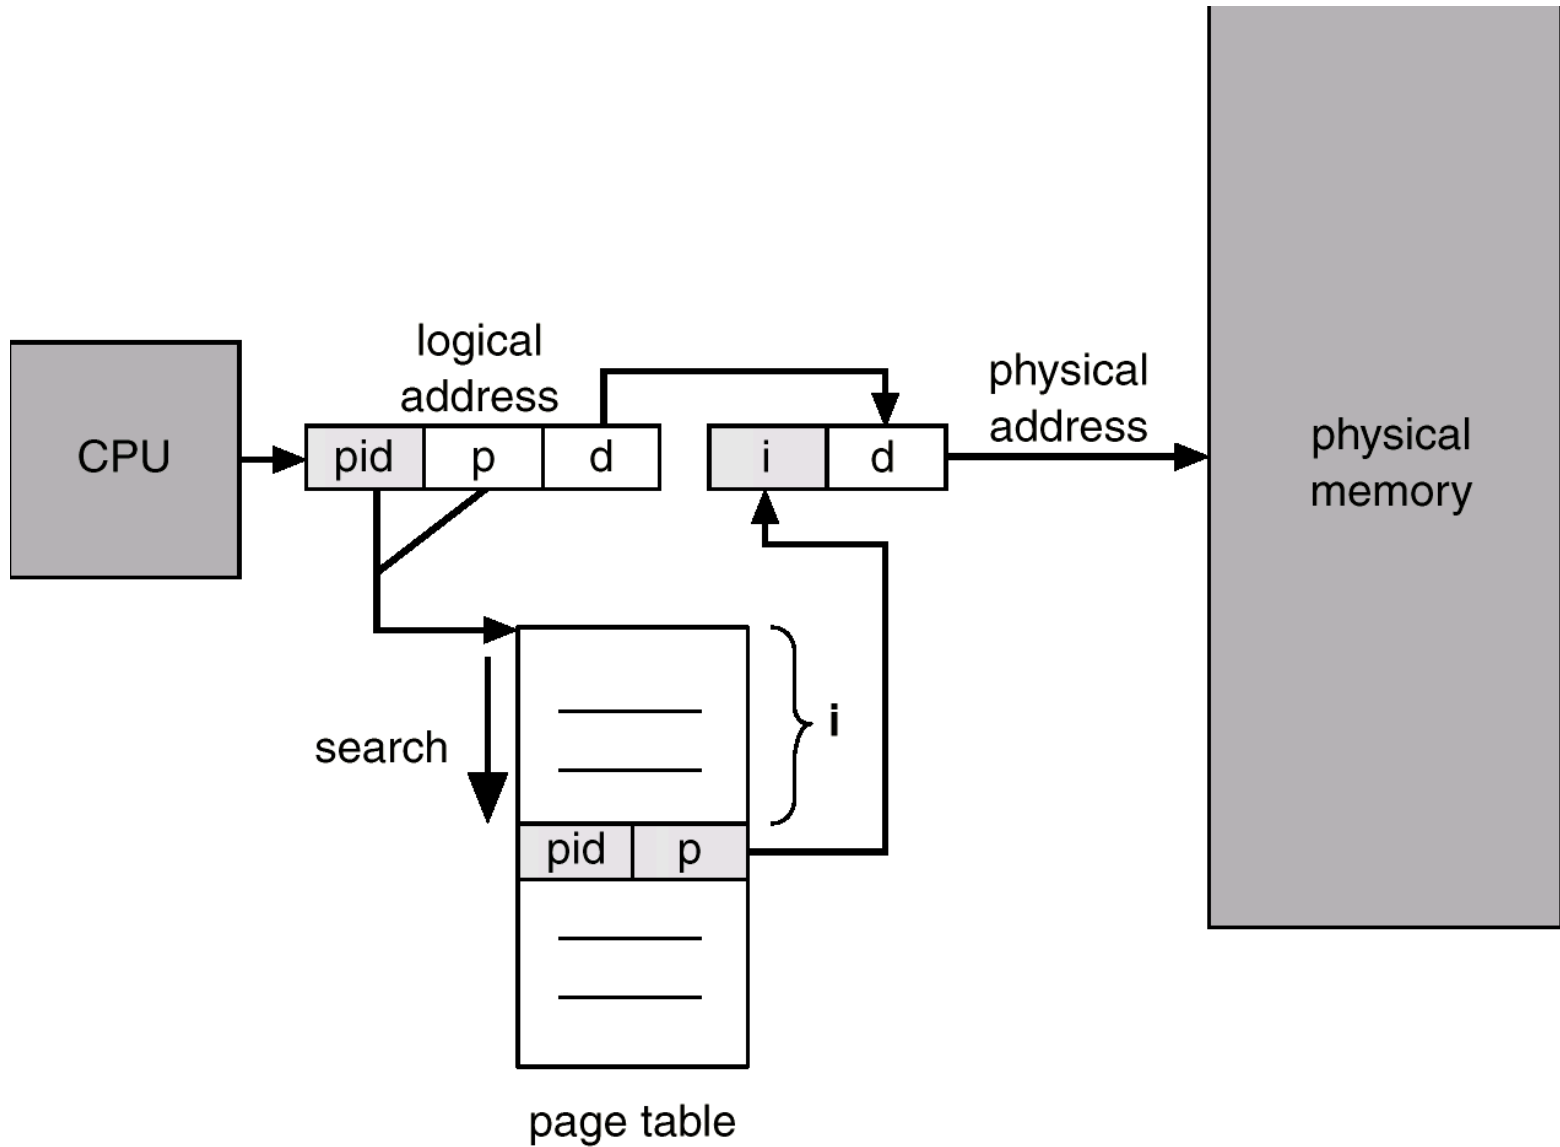 logical
address
physical
address
CPU
pid
p
d
i
d
physical
memory
search
i
pid
p
page table